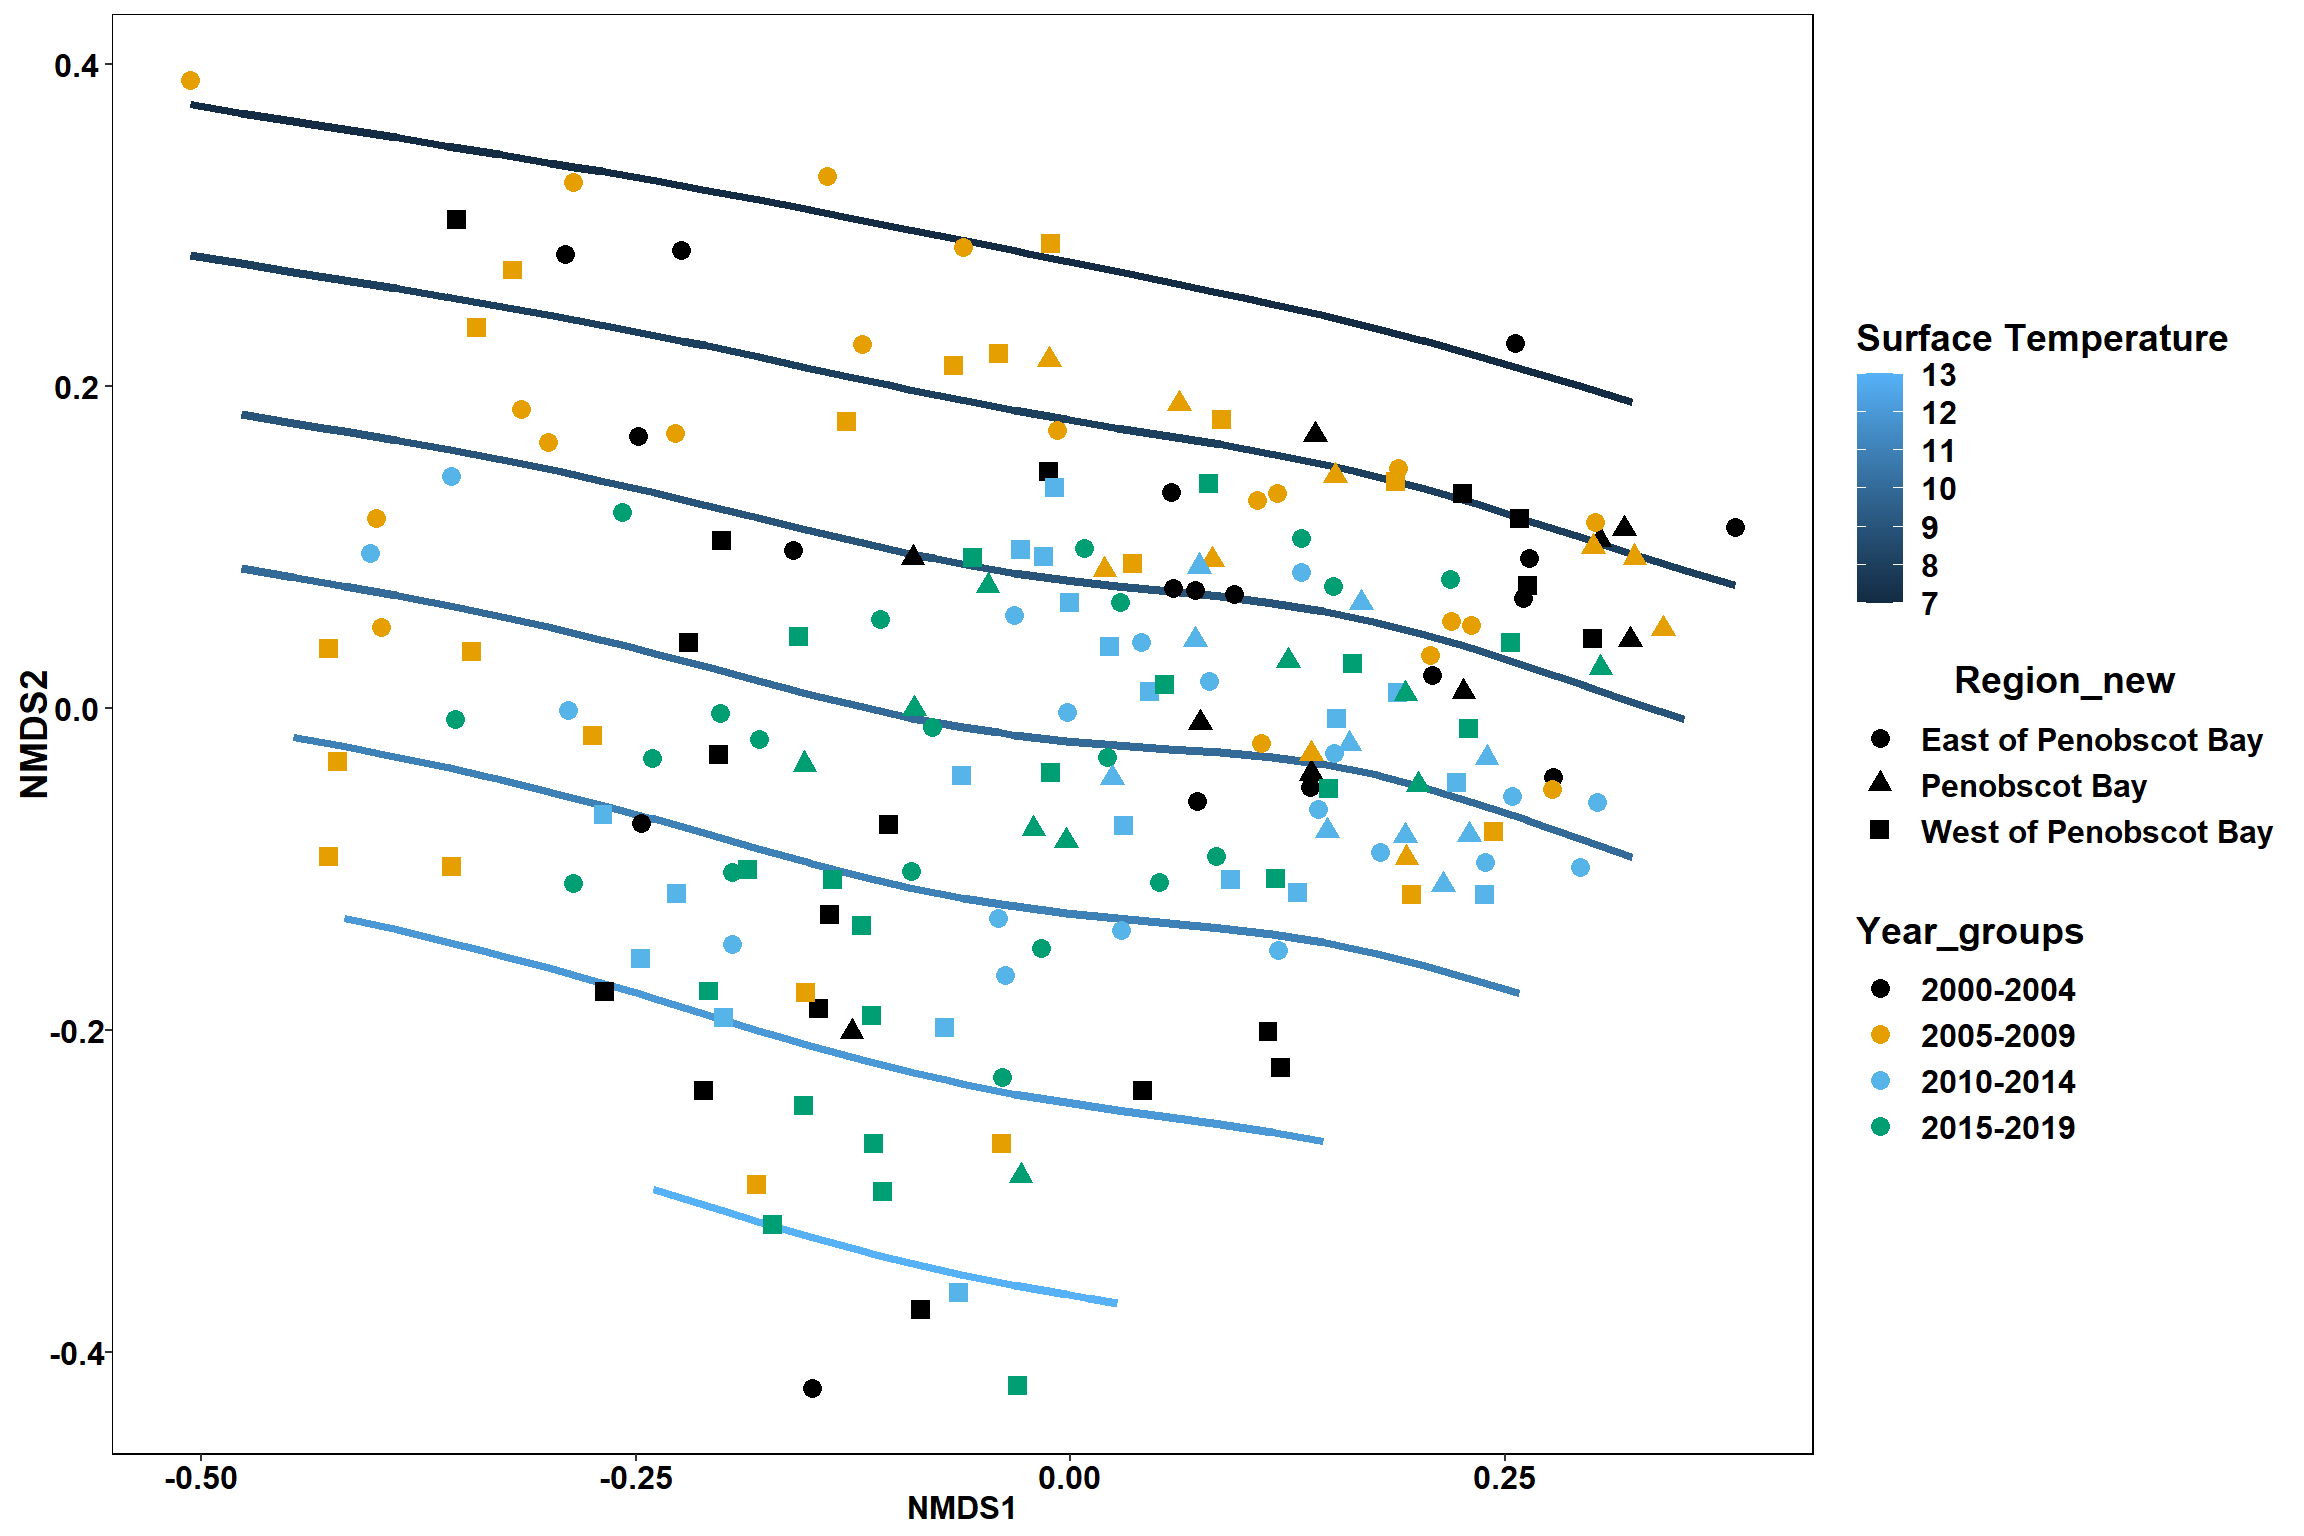 0.4
0.2
0.0
-0.2
-0.4
NMDS2
-0.50
-0.25
0.00
0.25
NMDS1
Surface Temperature
13
12
11
10
9
8
7
Region_new
East of Penobscot Bay
Penobscot Bay
West of Penobscot Bay
Year_groups
2000-2004
2005-2009
2010-2014
2015-2019